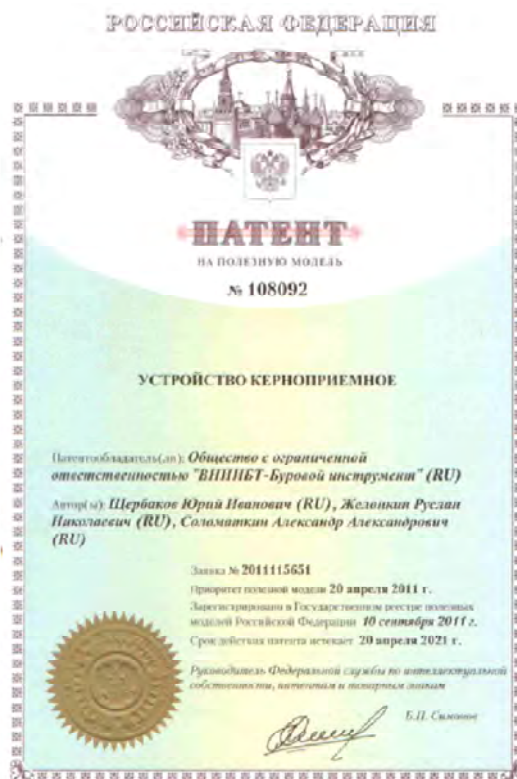 РОССИЙСКАЯ ФЕДЕРАЦИЯ
ПАТЕНТ
НА ПОЛЕЗНУЮ МОДЕЛЬ
№ 108092
УСТРОЙСТВО КЕРНОПРИЕМНОЕ
Патентообладатель(ли): Общество с ограниченной
ответственностью "ВНИИБТ-Буровой инструмент" (RU)
Автор(ы): Щербаков Юрий Иванович (RU), Желонкин Руслан
Николаевич (RU), Соломаткин Александр Александрович
(RU)
Заявка № 2011115651
Приоритет полезной модели 20 апреля 2011 г.
Зарегистрировано в Государственном реестре полезных
моделей Российской Федерации 10 сентября 2011 г.
Срок действия патента истекает 20 апреля 2021 г.
Руководитель Федеральной службы по интеллектуальной
собственности, патентам и товарным знакам
Б.П. Симонов